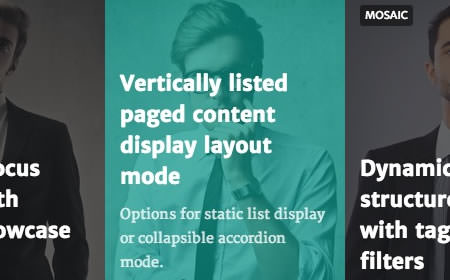 ocus
th
owcase
Vertically listed
paged content
display layout
mode
Options for static list display
or collapsible accordion
mode.
MOSAIC
Dynamic
structure
with tag
filters